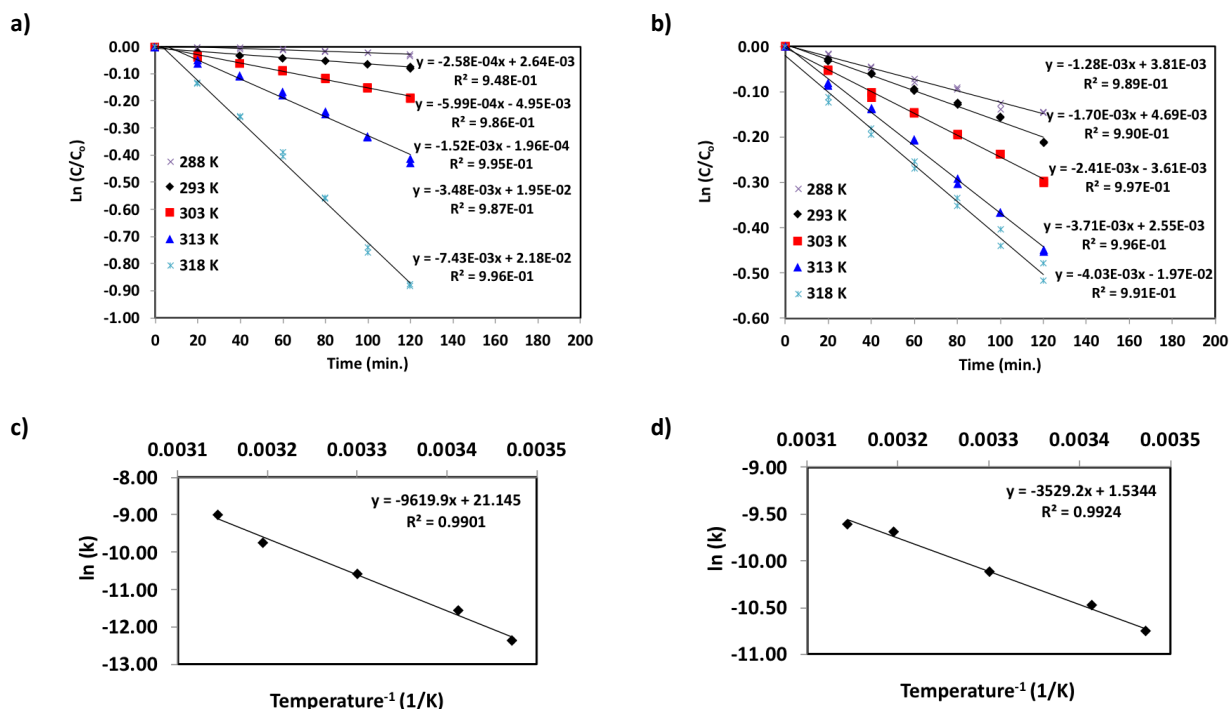 a)
0.00
-0.10
-0.20
-0.30
-0.40
-0.50
-0.60
-0.70
-0.80
-0.90
-1.00
Ln (C/Co)
0 20 40 60 80 100 120 140 160 180 200
Time (min.)
288 K
293 K
303 K
313 K
318 K
y = -2.58E-04x + 2.64E-03
R² = 9.48E-01
y = -5.99E-04x - 4.95E-03
R² = 9.86E-01
y = -1.52E-03x - 1.96E-04
R² = 9.95E-01
y = -3.48E-03x + 1.95E-02
R² = 9.87E-01
y = -7.43E-03x + 2.18E-02
R² = 9.96E-01
b)
0.00
-0.10
-0.20
-0.30
-0.40
-0.50
-0.60
Ln (C/Co)
0 20 40 60 80 100 120 140 160 180 200
Time (min.)
288 K
293 K
303 K
313 K
318 K
y = -1.28E-03x + 3.81E-03
R² = 9.89E-01
y = -1.70E-03x + 4.69E-03
R² = 9.90E-01
y = -2.41E-03x - 3.61E-03
R² = 9.97E-01
y = -3.71E-03x + 2.55E-03
R² = 9.96E-01
y = -4.03E-03x - 1.97E-02
R² = 9.91E-01
c)
0.0031 0.0032 0.0033 0.0034 0.0035
-8.00
-9.00
-10.00
-11.00
-12.00
-13.00
ln (k)
y = -9619.9x + 21.145
R² = 0.9901
Temperature⁻¹ (1/K)
d)
0.0031 0.0032 0.0033 0.0034 0.0035
-9.00
-9.50
-10.00
-10.50
-11.00
ln (k)
y = -3529.2x + 1.5344
R² = 0.9924
Temperature⁻¹ (1/K)